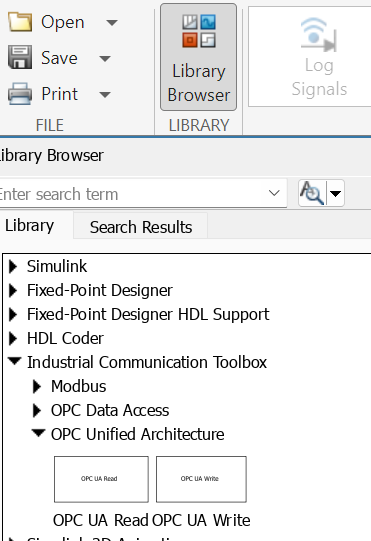 Open
Save
Print
FILE
Library
Browser
LIBRARY
Log
Signals
ibrary Browser
Enter search term
Library
Search Results
Simulink
Fixed-Point Designer
Fixed-Point Designer HDL Support
HDL Coder
Industrial Communication Toolbox
Modbus
OPC Data Access
OPC Unified Architecture
OPC UA Read
OPC UA Write
OPC UA Read OPC UA Write